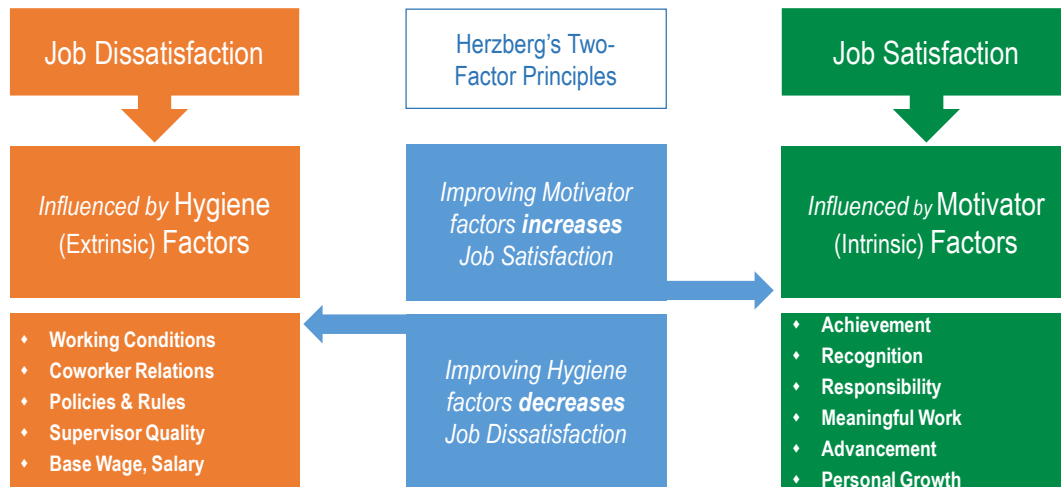 Job Dissatisfaction
Herzberg's Two-
Factor Principles
Job Satisfaction
Influenced by Hygiene
(Extrinsic) Factors
Improving Motivator
factors increases
Job Satisfaction
Influenced by Motivator
(Intrinsic) Factors
Working Conditions
Coworker Relations
Policies & Rules
Supervisor Quality
Base Wage, Salary
Improving Hygiene
factors decreases
Job Dissatisfaction
Achievement
Recognition
Responsibility
Meaningful Work
Advancement
Personal Growth